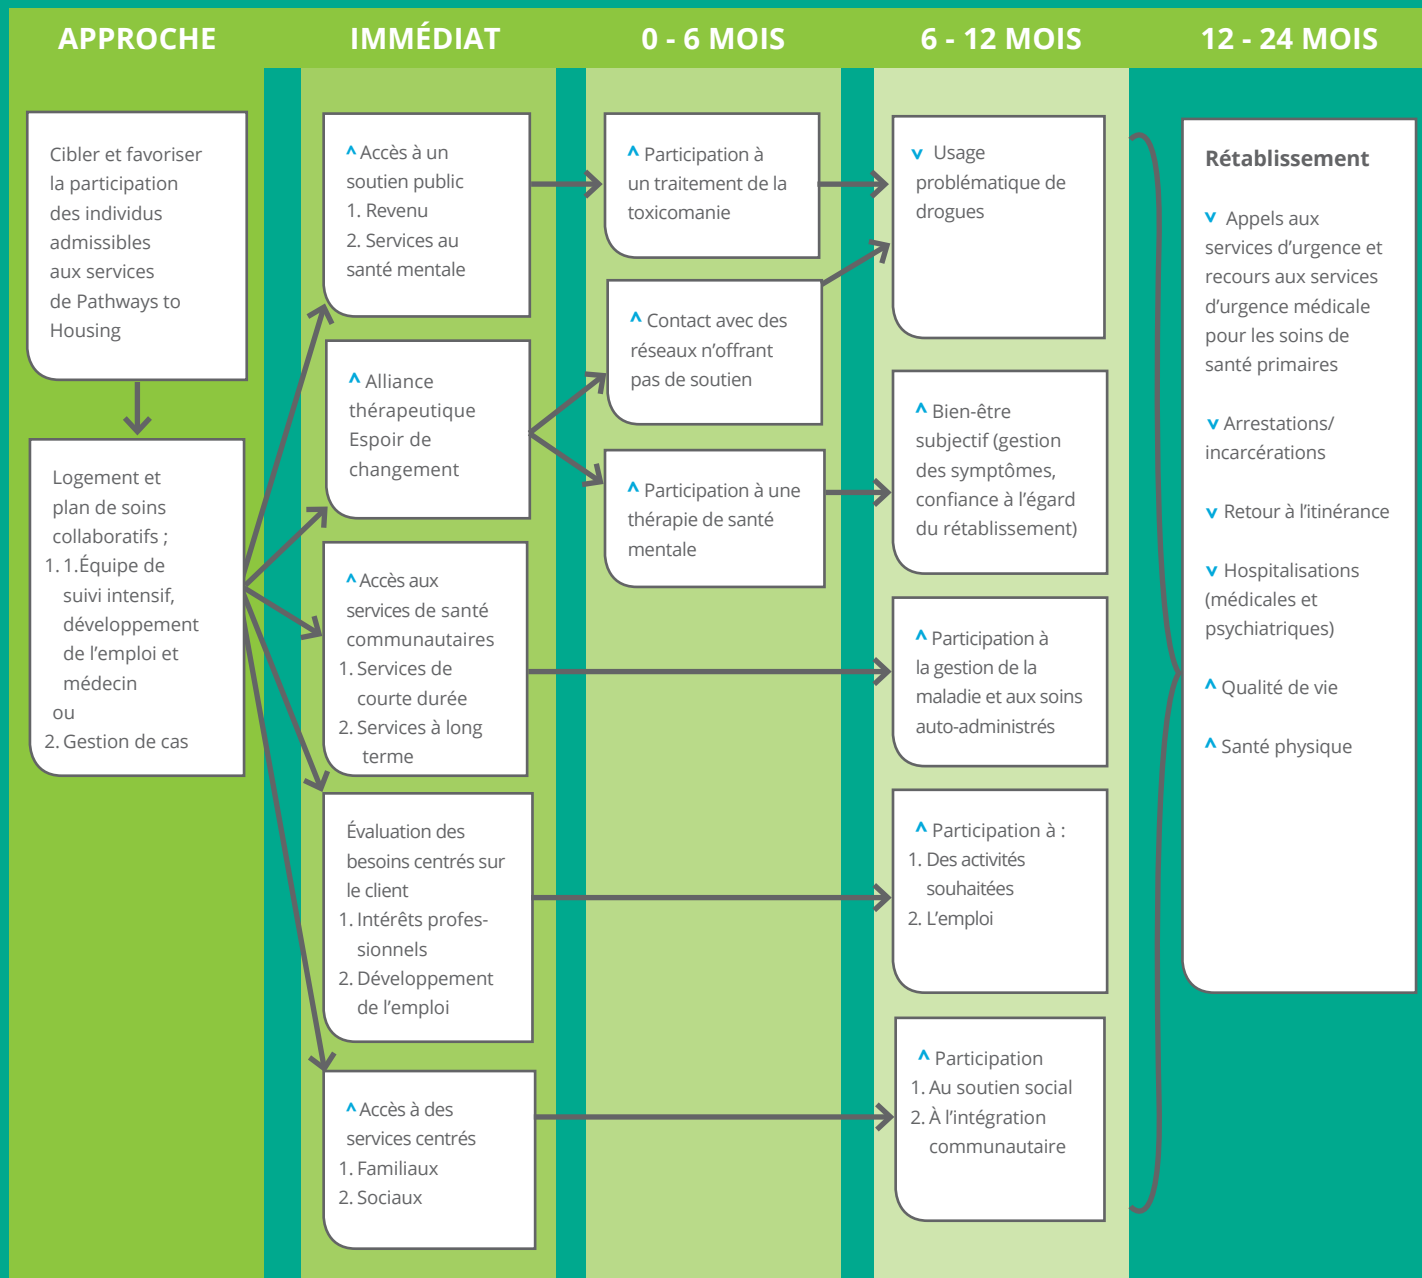 APPROCHE
IMMÉDIAT
0 - 6 MOIS
6 - 12 MOIS
12 - 24 MOIS
Cibler et favoriser
la participation
des individus
admissibles
aux services
de Pathways to
Housing
Logement et
plan de soins
collaboratifs ;
1. 1.Équipe de
suivi intensif,
développement
de l’emploi et
médecin
ou
2. Gestion de cas
^ Accès à un
soutien public
1. Revenu
2. Services au
santé mentale
^ Alliance
thérapeutique
Espoir de
changement
^ Accès aux
services de santé
communautaires
1. Services de
courte durée
2. Services à long
terme
Évaluation des
besoins centrés sur
le client
1. Intérêts profes-
sionnels
2. Développement
de l’emploi
^ Accès à des
services centrés
1. Familiaux
2. Sociaux
^ Participation à
un traitement de la
toxicomanie
^ Contact avec des
réseaux n’offrant
pas de soutien
^ Participation à une
thérapie de santé
mentale
v Usage
problématique de
drogues
^ Bien-être
subjectif (gestion
des symptômes,
confiance à l’égard
du rétablissement)
^ Participation à
la gestion de la
maladie et aux soins
auto-administrés
^ Participation à :
1. Des activités
souhaitées
2. L’emploi
^ Participation
1. Au soutien social
2. À l’intégration
communautaire
Rétablissement
v Appels aux
services d’urgence et
recours aux services
d’urgence médicale
pour les soins de
santé primaires
v Arrestations/
incarcérations
v Retour à l’itinérance
v Hospitalisations
(médicales et
psychiatriques)
^ Qualité de vie
^ Santé physique